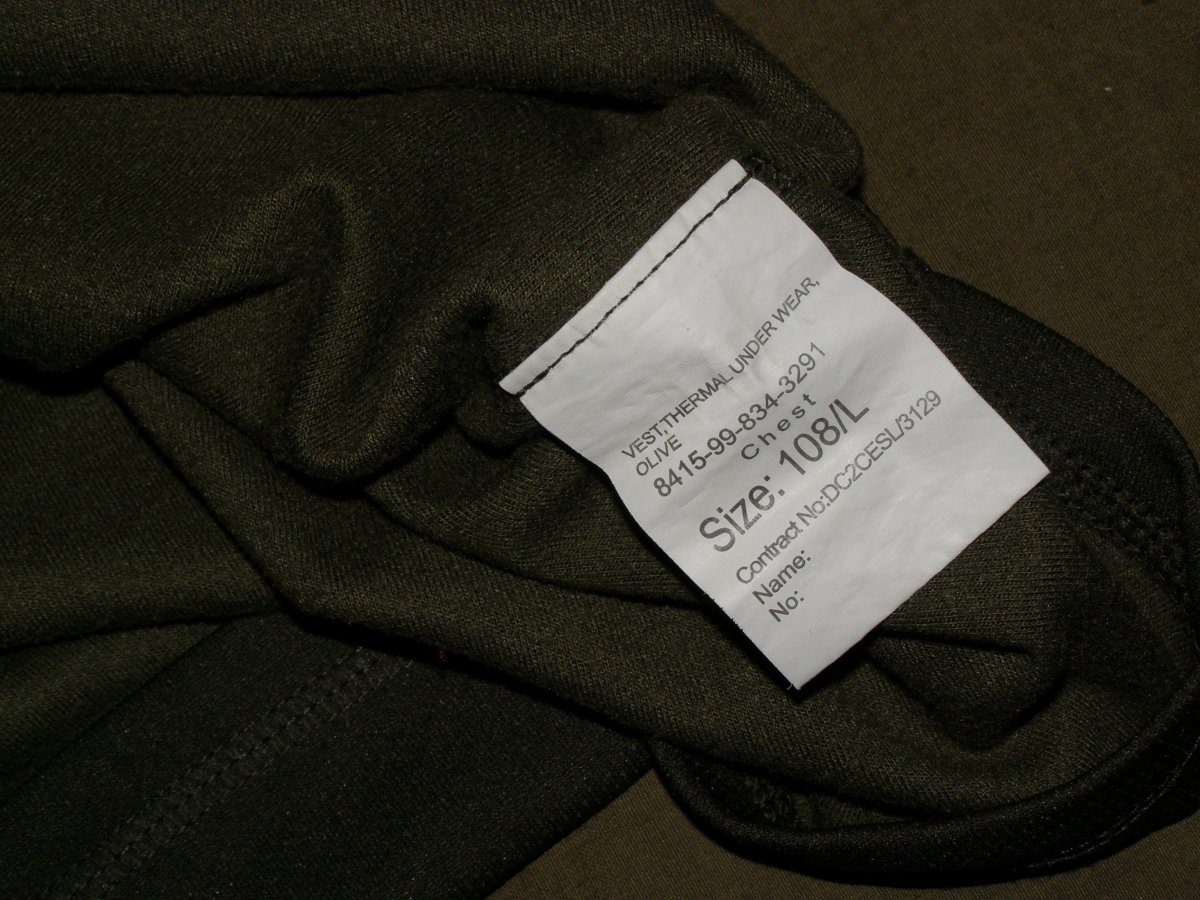 VEST,THERMAL UNDER WEAR,
OLIVE
8415-99-834-3291
Chest
Size: 108/L
Contract No:DC2CESL/3129
Name:
No: